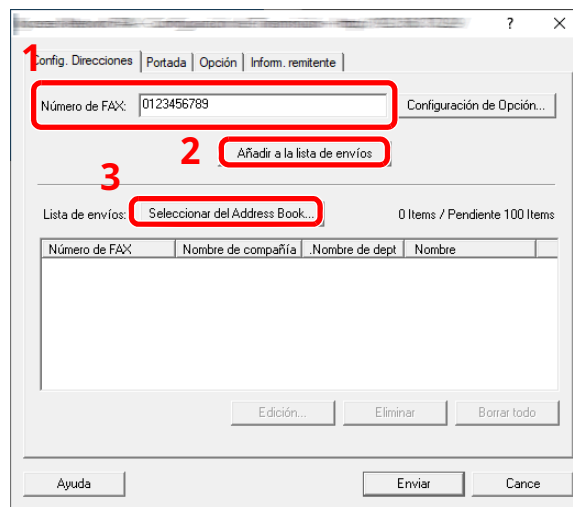 ?
1
Config. Direcciones Portada Opción Inform. remitente
Número de FAX: 0123456789 Configuración de Opción...
2 Añadir a la lista de envíos
3
Lista de envíos: Seleccionar del Address Book... 0 Items / Pendiente 100 Items
Número de FAX Nombre de compañía .Nombre de dept Nombre
Edición... Eliminar Borrar todo
Ayuda Enviar Cance